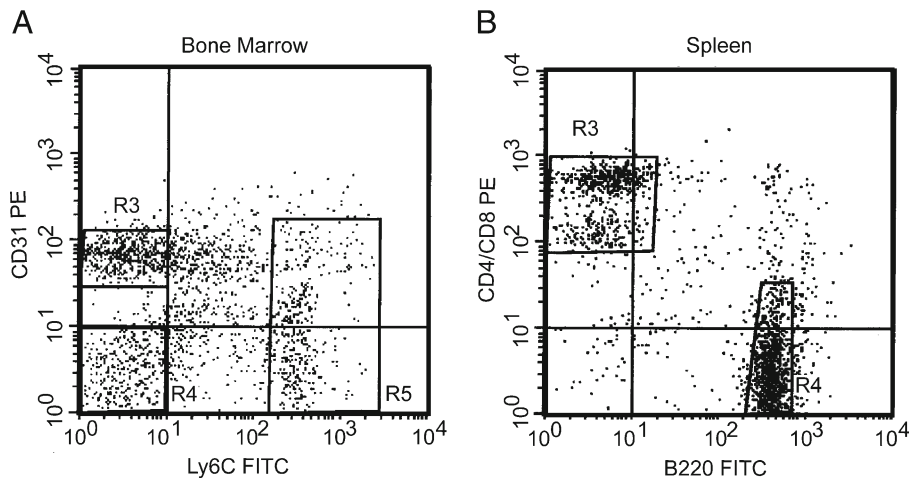 A
Bone Marrow
CD31 PE
10^4
10^3
10^2
10^1
10^0
R3
R4
R5
10^0 10^1 10^2 10^3 10^4
Ly6C FITC
B
Spleen
CD4/CD8 PE
10^4
10^3
10^2
10^1
10^0
R3
R4
10^0 10^1 10^2 10^3 10^4
B220 FITC